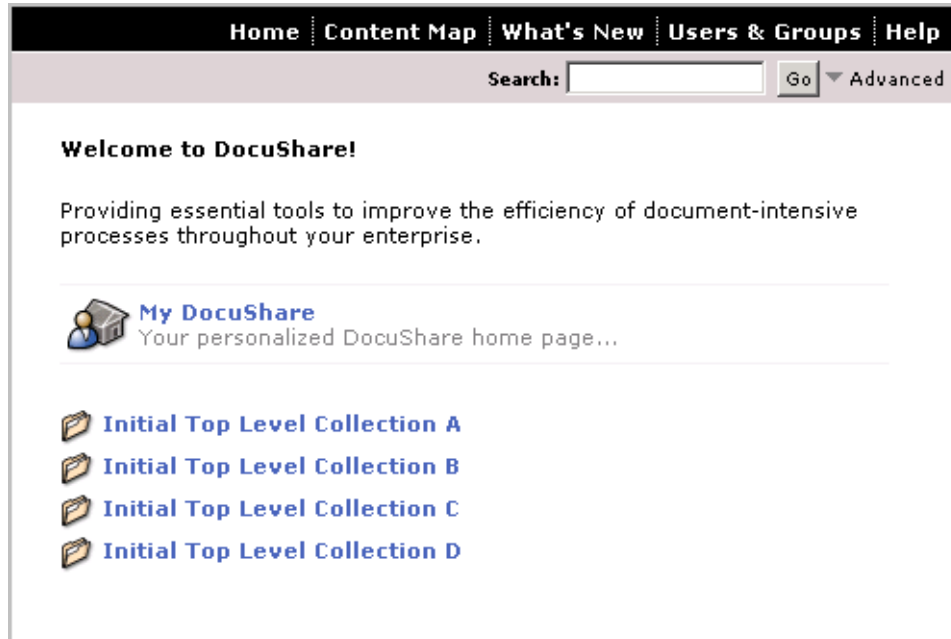 Home Content Map What's New Users & Groups Help
Search: Go Advanced
Welcome to DocuShare!
Providing essential tools to improve the efficiency of document-intensive
processes throughout your enterprise.
My DocuShare
Your personalized DocuShare home page...
Initial Top Level Collection A
Initial Top Level Collection B
Initial Top Level Collection C
Initial Top Level Collection D